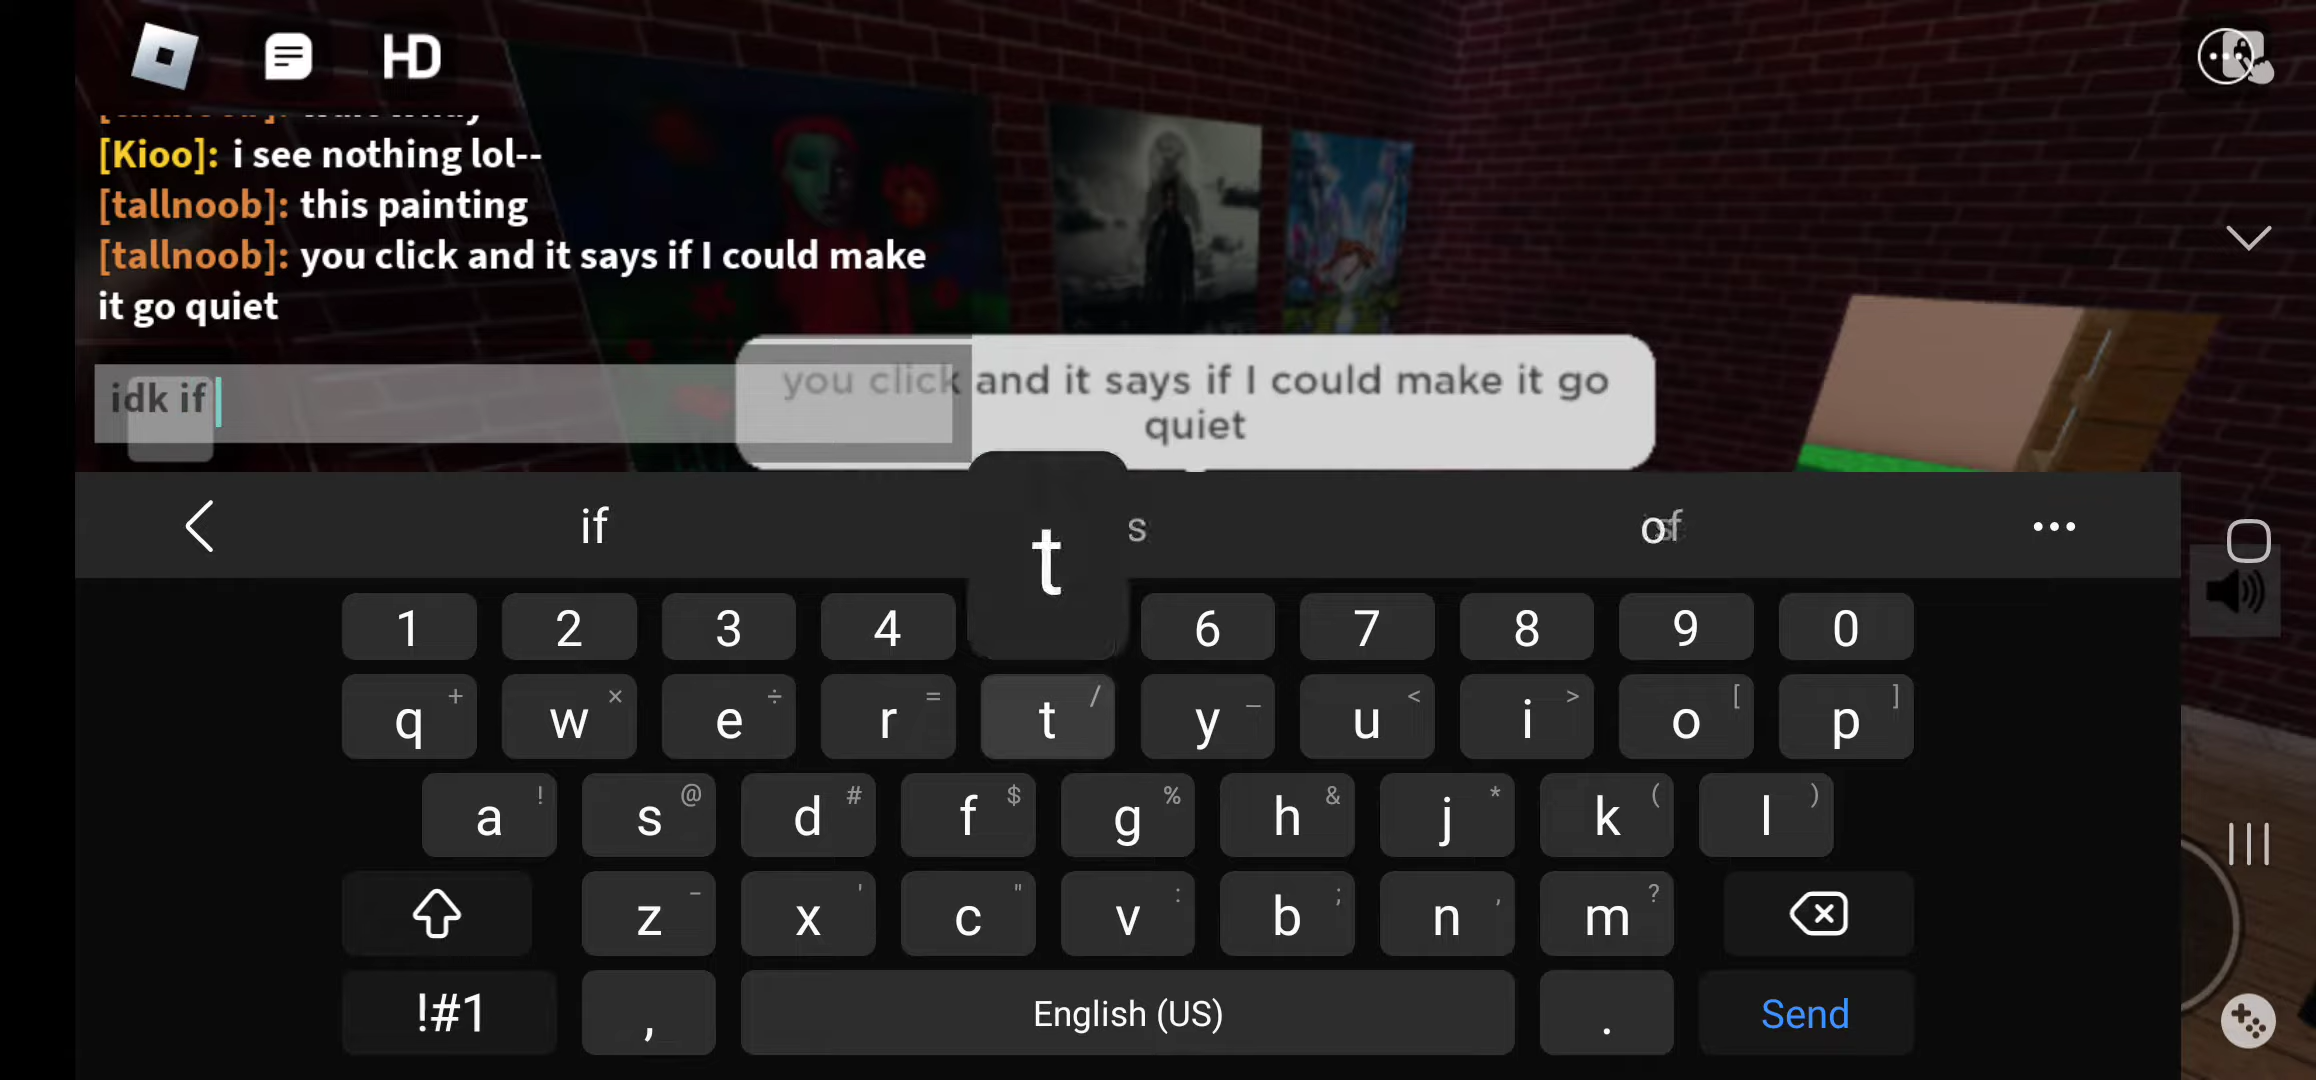 HD
[Kioo]: i see nothing lol--
[tallnoob]: this painting
[tallnoob]: you click and it says if I could make
it go quiet
idk if
you click and it says if I could make it go
quiet
if
t
s
of
1 2 3 4 6 7 8 9 0
+ × ÷ = / _ < > [ ]
q w e r t y u i o p
! @ # $ % & * ( )
a s d f g h j k l
- ' " : ; , ?
z x c v b n m
!#1 , English (US) . Send